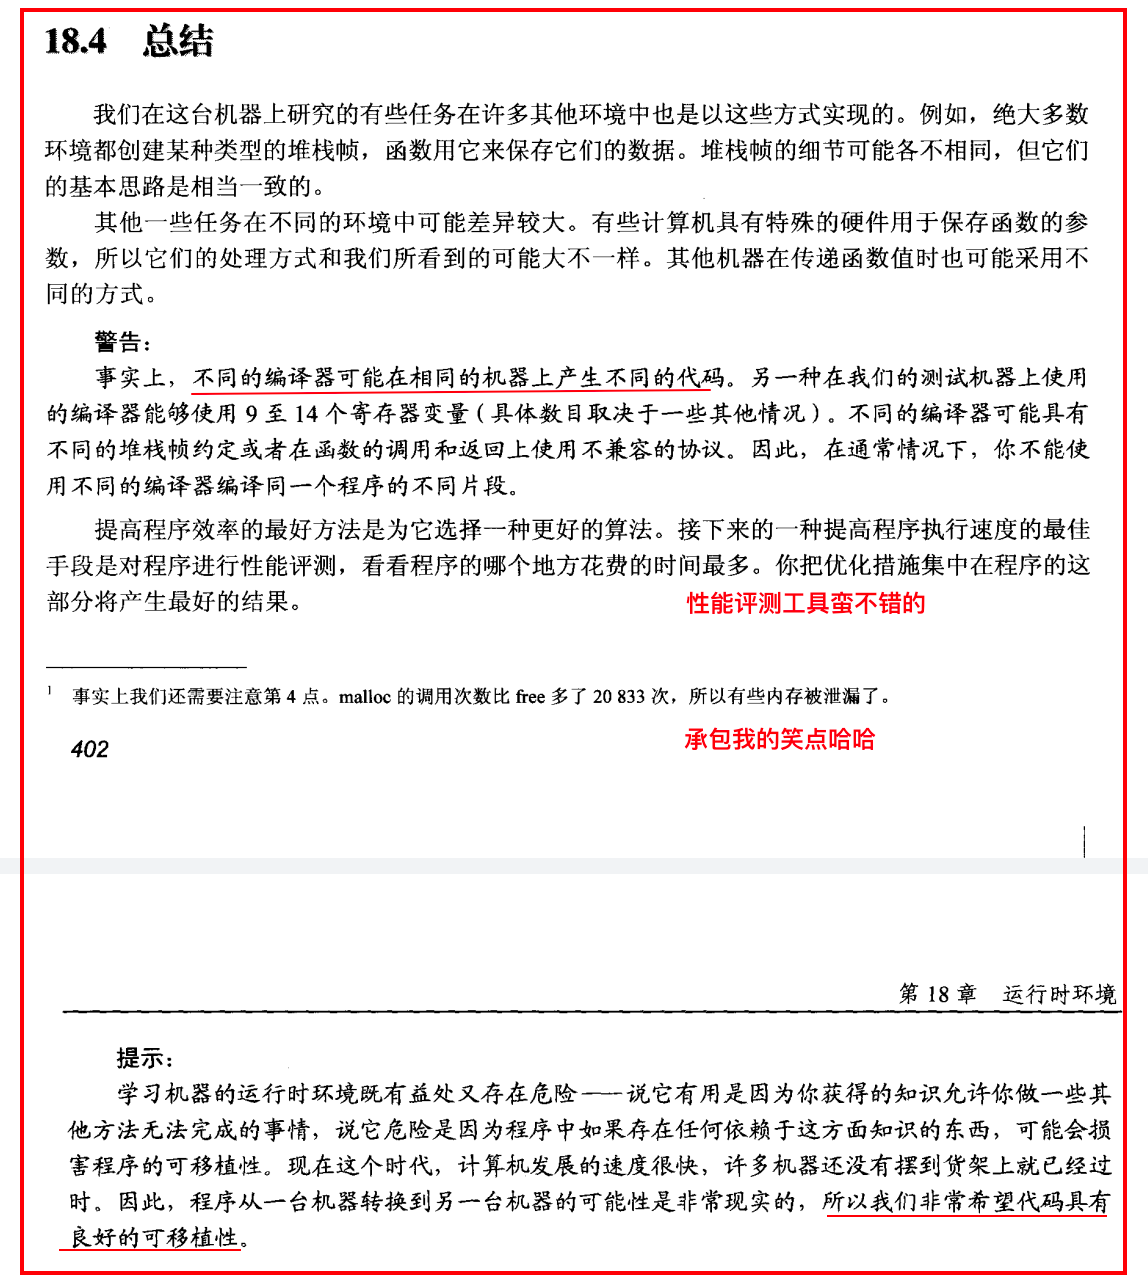 18.4 总结
我们在这台机器上研究的有些任务在许多其他环境中也是以这些方式实现的。例如，绝大多数
环境都创建某种类型的堆栈帧，函数用它来保存它们的数据。堆栈帧的细节可能各不相同，但它们
的基本思路是相当一致的。
其他一些任务在不同的环境中可能差异较大。有些计算机具有特殊的硬件用于保存函数的参
数，所以它们的处理方式和我们所看到的可能大不一样。其他机器在传递函数值时也可能采用不
同的方式。
警告：
事实上，不同的编译器可能在相同的机器上产生不同的代码。另一种在我们的测试机器上使用
的编译器能够使用 9 至 14 个寄存器变量（具体数目取决于一些其他情况）。不同的编译器可能具有
不同的堆栈帧约定或者在函数的调用和返回上使用不兼容的协议。因此，在通常情况下，你不能使
用不同的编译器编译同一个程序的不同片段。
提高程序效率的最好方法是为它选择一种更好的算法。接下来的一种提高程序执行速度的最佳
手段是对程序进行性能评测，看看程序的哪个地方花费的时间最多。你把优化措施集中在程序的这
部分将产生最好的结果。
性能评测工具蛮不错的
1 事实上我们还需要注意第 4 点。malloc 的调用次数比 free 多了 20 833 次，所以有些内存被泄漏了。
承包我的笑点哈哈
402
第 18 章 运行时环境
提示：
学习机器的运行时环境既有益处又存在危险——说它有用是因为你获得的知识允许你做一些其
他方法无法完成的事情，说它危险是因为程序中如果存在任何依赖于这方面知识的东西，可能会损
害程序的可移植性。现在这个时代，计算机发展的速度很快，许多机器还没有摆到货架上就已经过
时。因此，程序从一台机器转换到另一台机器的可能性是非常现实的，所以我们非常希望代码具有
良好的可移植性。